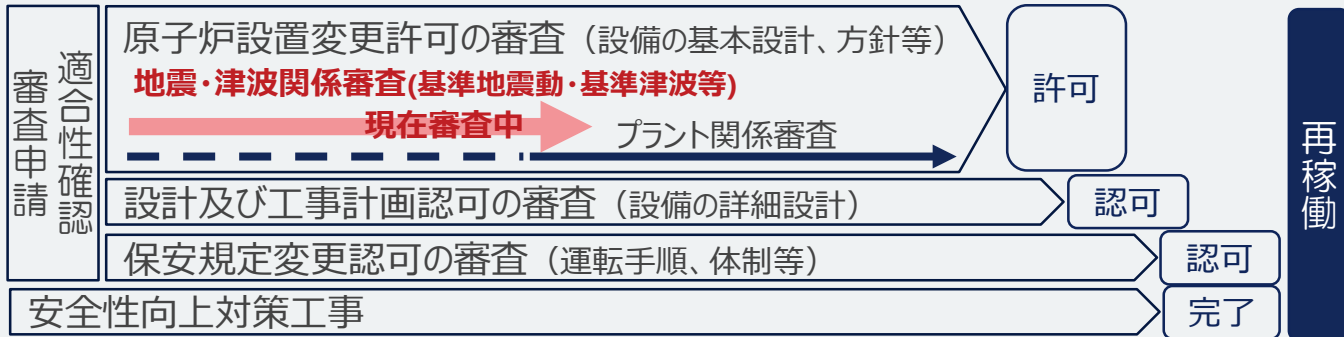 適合性確認
審査申請
原子炉設置変更許可の審査（設備の基本設計、方針等）
地震・津波関係審査(基準地震動・基準津波等)
現在審査中
プラント関係審査
許可
設計及び工事計画認可の審査（設備の詳細設計）
認可
保安規定変更認可の審査（運転手順、体制等）
認可
安全性向上対策工事
完了
再稼働